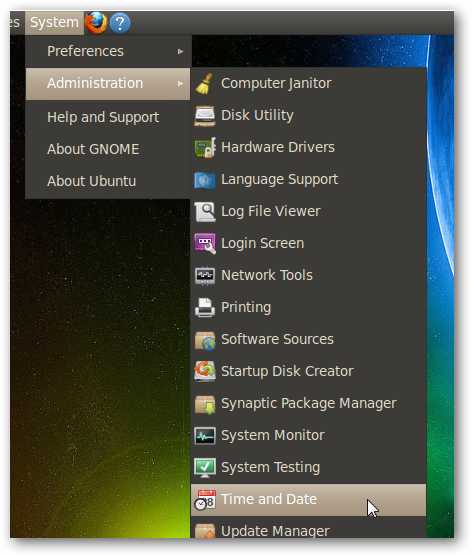 es System
Preferences
Administration
Help and Support
About GNOME
About Ubuntu
Computer Janitor
Disk Utility
Hardware Drivers
Language Support
Log File Viewer
Login Screen
Network Tools
Printing
Software Sources
Startup Disk Creator
Synaptic Package Manager
System Monitor
System Testing
Time and Date
Update Manager